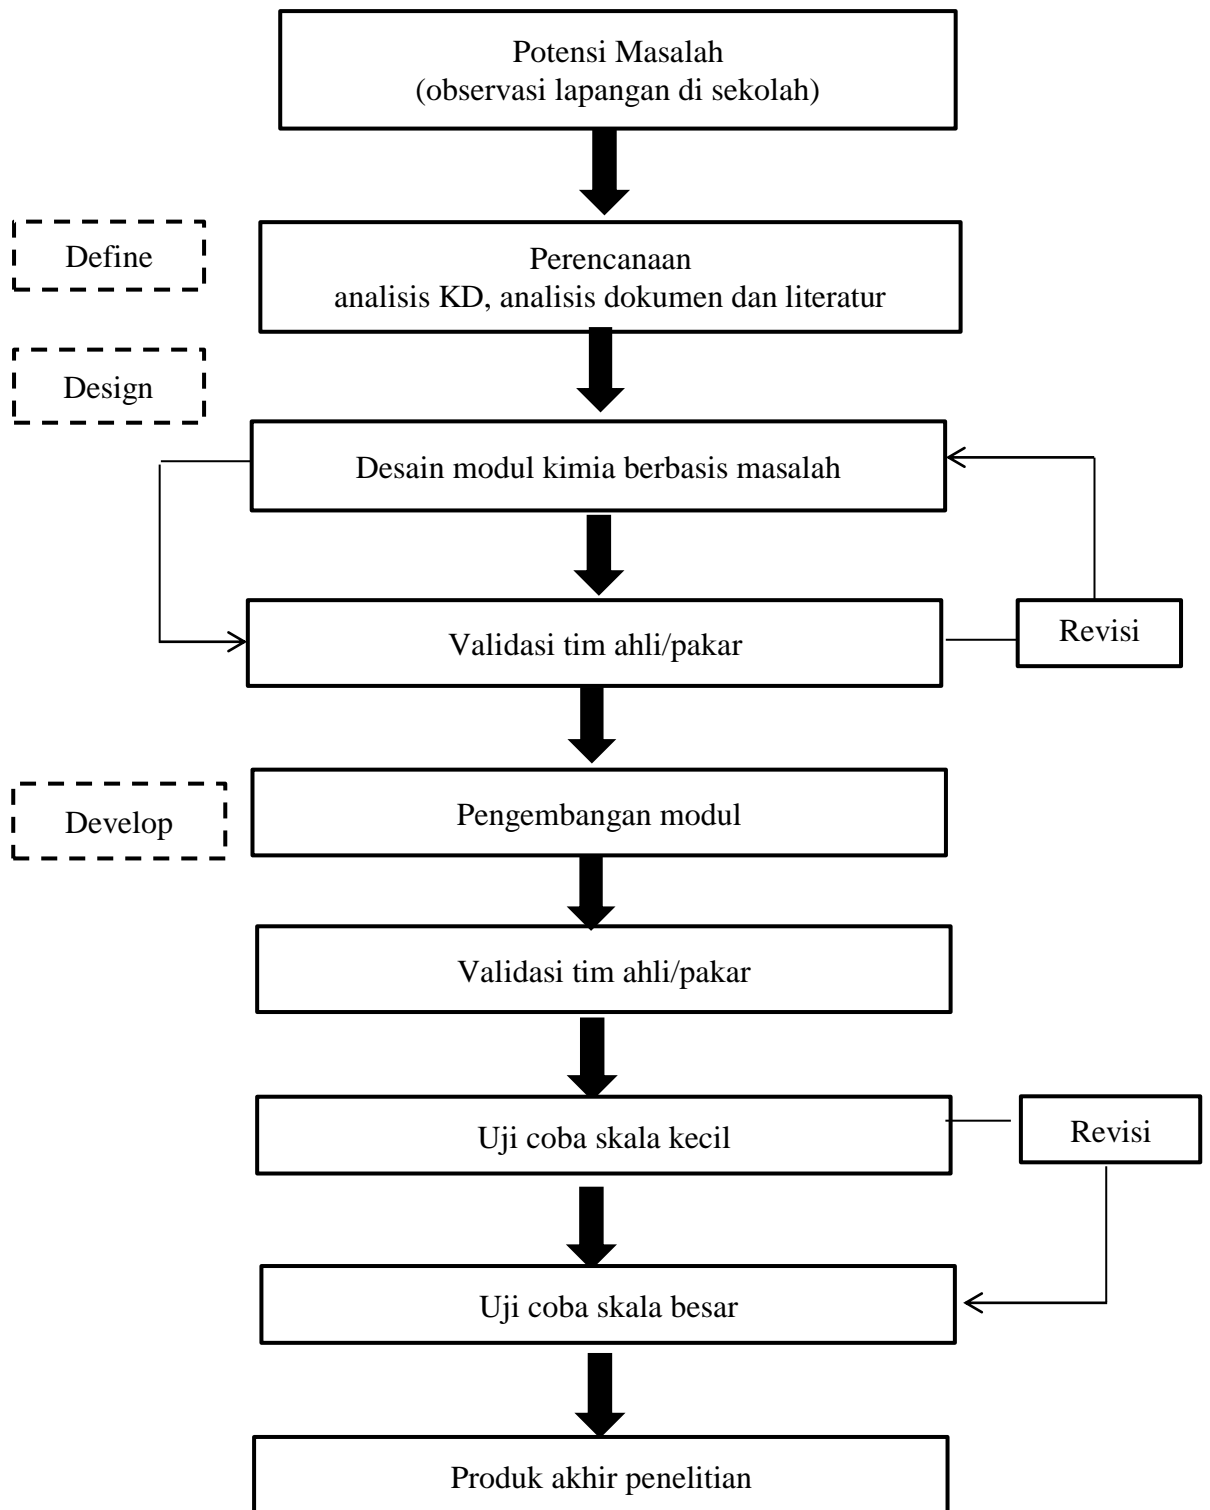 Potensi Masalah
(observasi lapangan di sekolah)
Define
Perencanaan
analisis KD, analisis dokumen dan literatur
Design
Desain modul kimia berbasis masalah
Validasi tim ahli/pakar
Revisi
Develop
Pengembangan modul
Validasi tim ahli/pakar
Uji coba skala kecil
Revisi
Uji coba skala besar
Produk akhir penelitian